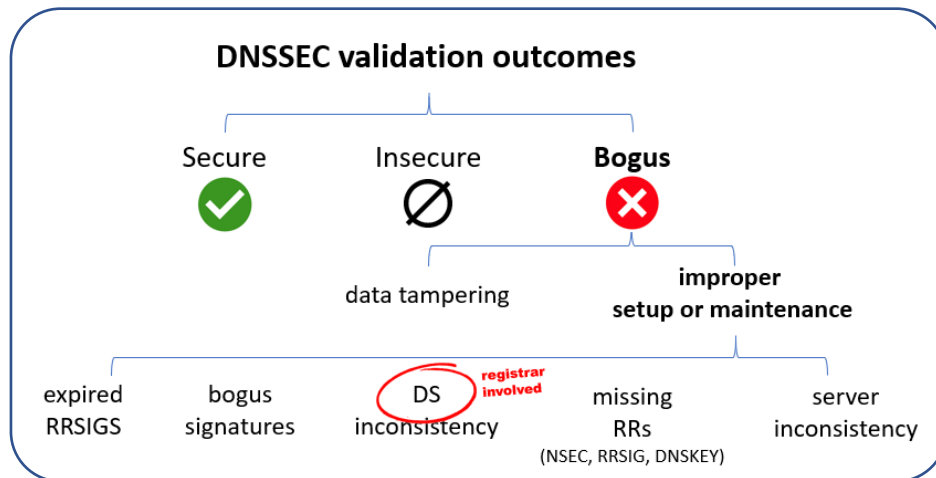 DNSSEC validation outcomes
Secure
Insecure
Bogus
data tampering
improper
setup or maintenance
expired
RRSIGS
bogus
signatures
DS
inconsistency
registrar
involved
missing
RRs
(NSEC, RRSIG, DNSKEY)
server
inconsistency